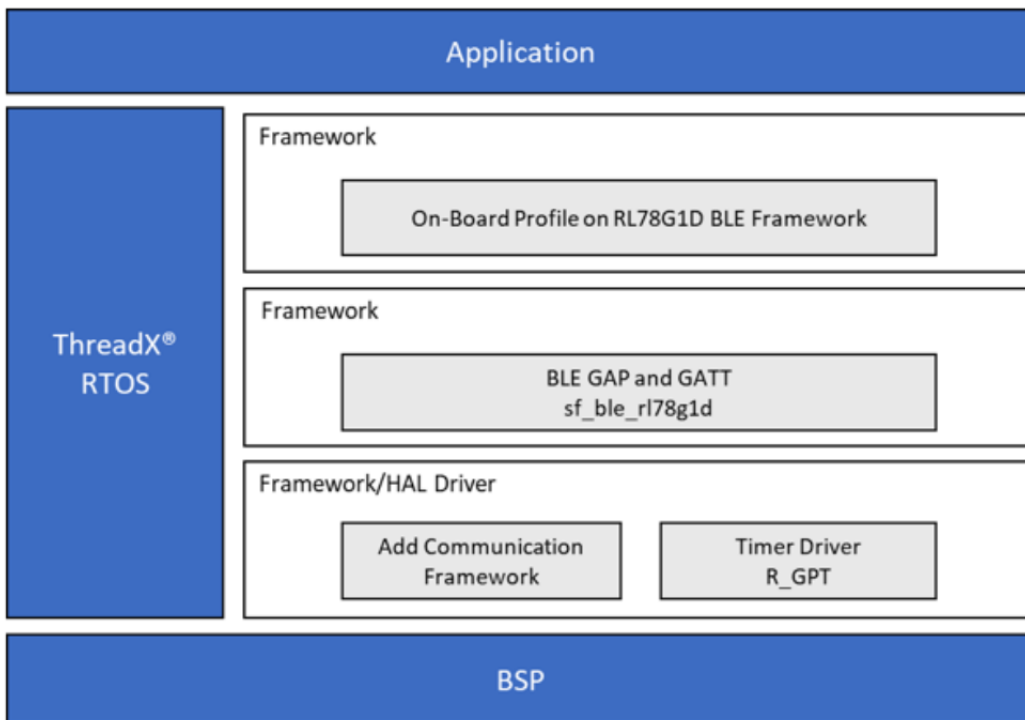 Application
ThreadX®
RTOS
Framework
On-Board Profile on RL78G1D BLE Framework
Framework
BLE GAP and GATT
sf_ble_rl78g1d
Framework/HAL Driver
Add Communication
Framework
Timer Driver
R_GPT
BSP